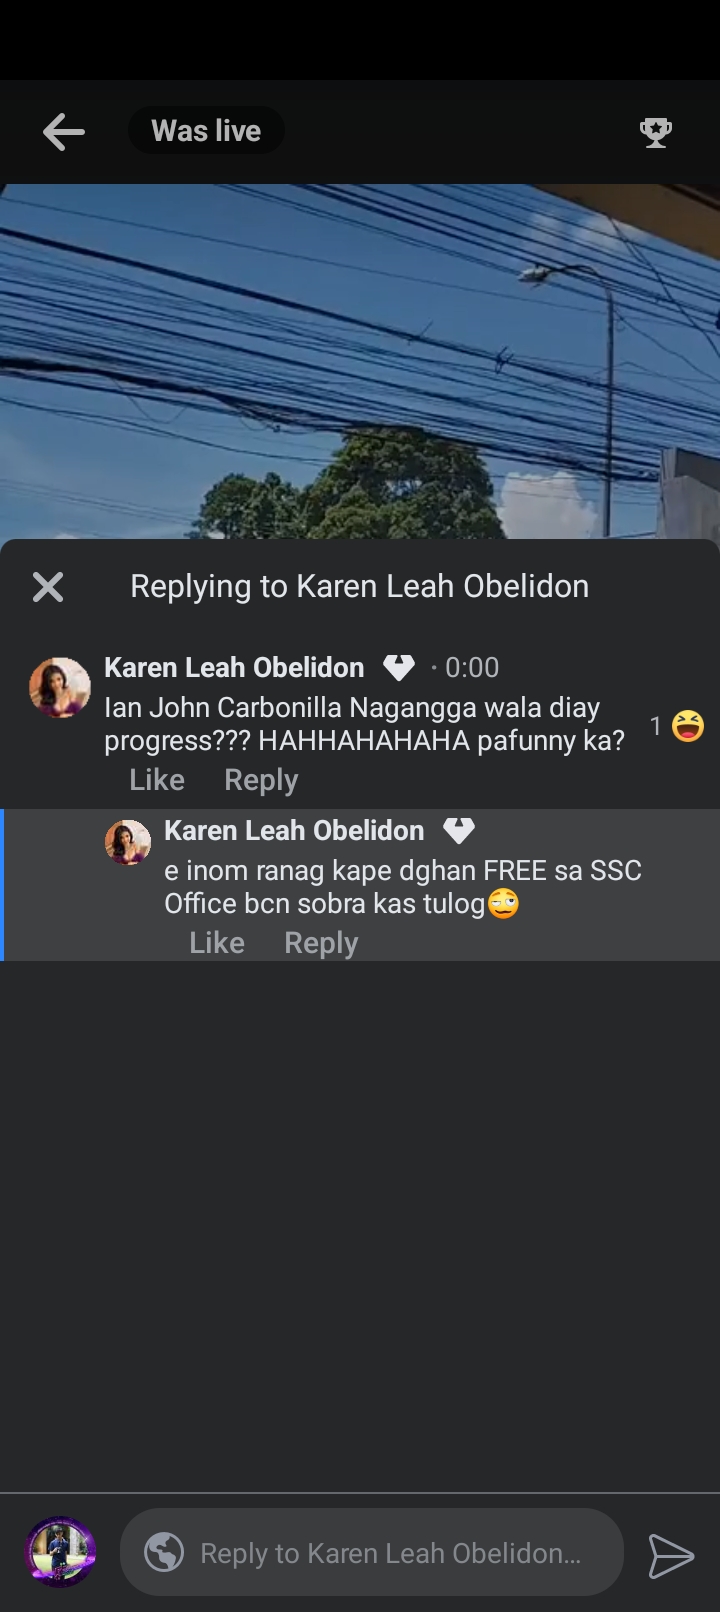 Was live
Replying to Karen Leah Obelidon
Karen Leah Obelidon · 0:00
Ian John Carbonilla Nagangga wala diay
progress??? HAHHAHAHAHA pafunny ka?
1 😆
Like Reply
Karen Leah Obelidon
e inom ranag kape dghan FREE sa SSC
Office bcn sobra kas tulog🥴
Like Reply
Reply to Karen Leah Obelidon...